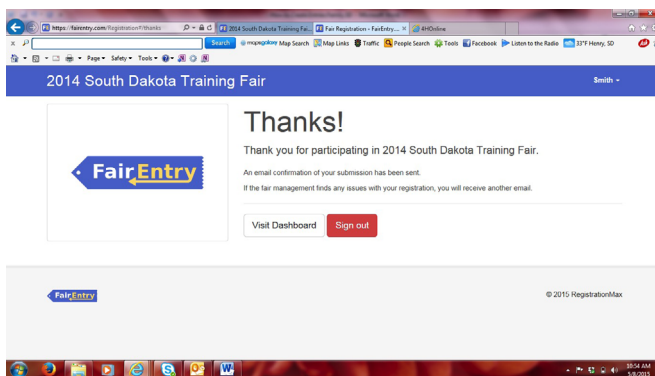 https://fairentry.com/Registration#/thanks
2014 South Dakota Training Fai...
Fair Registration - FairEntry....
4HOnline
Search
mapsgalaxy Map Search
Map Links
Traffic
People Search
Tools
Facebook
Listen to the Radio
33°F Henry, SD
Page
Safety
Tools
2014 South Dakota Training Fair
Smith
FairEntry
Thanks!
Thank you for participating in 2014 South Dakota Training Fair.
An email confirmation of your submission has been sent.
If the fair management finds any issues with your registration, you will receive another email.
Visit Dashboard
Sign out
FairEntry
© 2015 RegistrationMax
10:54 AM
5/8/2015